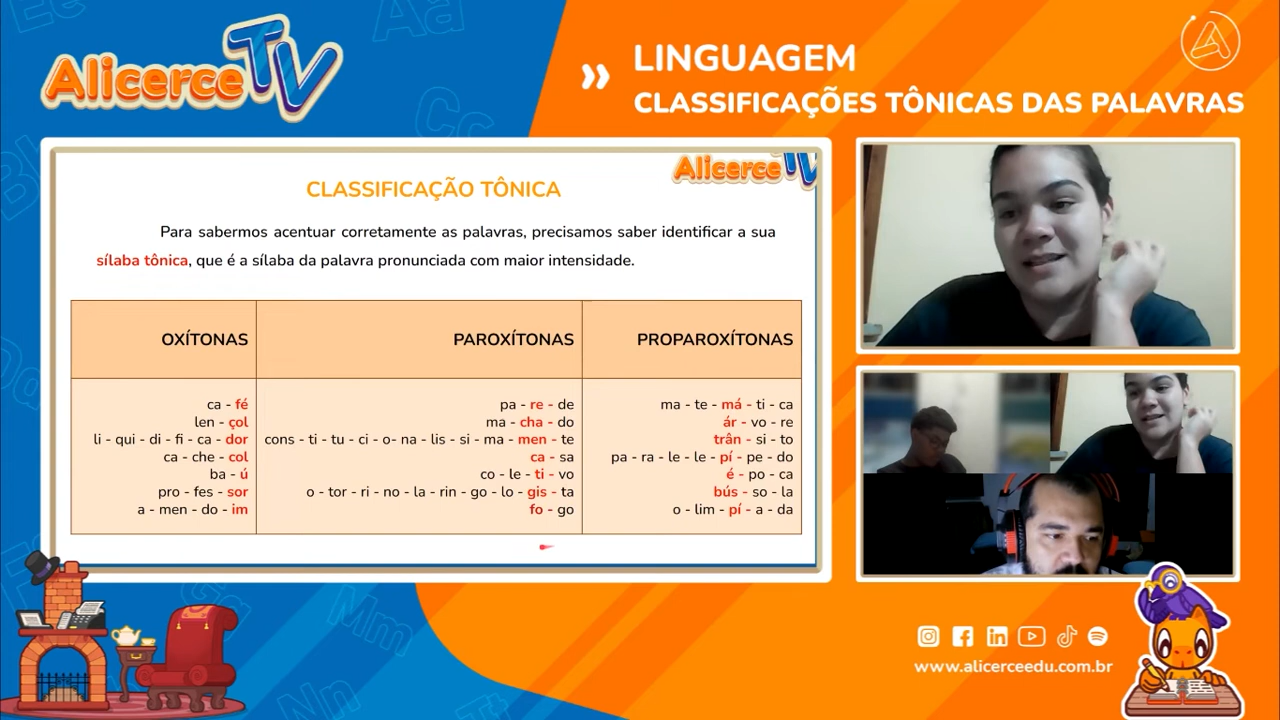 Alicerce TV
LINGUAGEM
CLASSIFICAÇÕES TÔNICAS DAS PALAVRAS
Alicerce TV
CLASSIFICAÇÃO TÔNICA
Para sabermos acentuar corretamente as palavras, precisamos saber identificar a sua
sílaba tônica, que é a sílaba da palavra pronunciada com maior intensidade.
OXÍTONAS
ca - fé
len - çol
li - qui - di - fi - ca - dor
ca - che - col
ba - ú
pro - fes - sor
a - men - do - im
PAROXÍTONAS
pa - re - de
ma - cha - do
cons - ti - tu - ci - o- na - lis - si - ma - men - te
ca - sa
co - le - ti - vo
o - tor - ri - no - la - rin - go - lo - gis - ta
fo - go
PROPAROXÍTONAS
ma - te - má - ti - ca
ár - vo - re
trân - si - to
pa - ra - le - le - pí - pe - do
é - po - ca
bús - so - la
o - lim - pí - a - da
www.alicerceedu.com.br